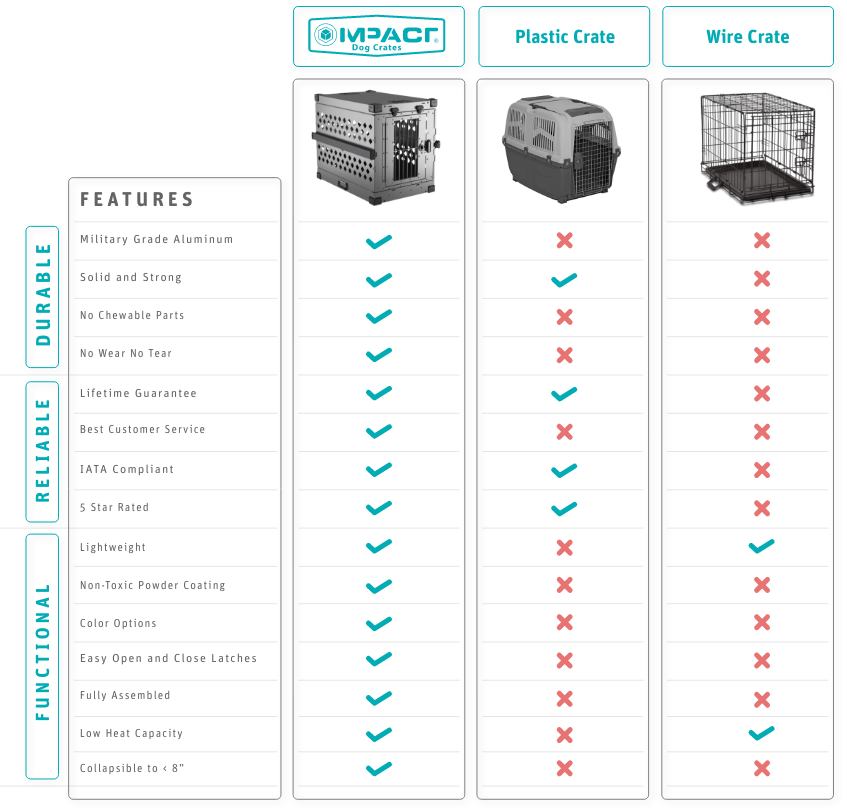 IMPACT®
Dog Crates
Plastic Crate
Wire Crate
FEATURES
DURABLE
Military Grade Aluminum
Solid and Strong
No Chewable Parts
No Wear No Tear
RELIABLE
Lifetime Guarantee
Best Customer Service
IATA Compliant
5 Star Rated
FUNCTIONAL
Lightweight
Non-Toxic Powder Coating
Color Options
Easy Open and Close Latches
Fully Assembled
Low Heat Capacity
Collapsible to < 8"